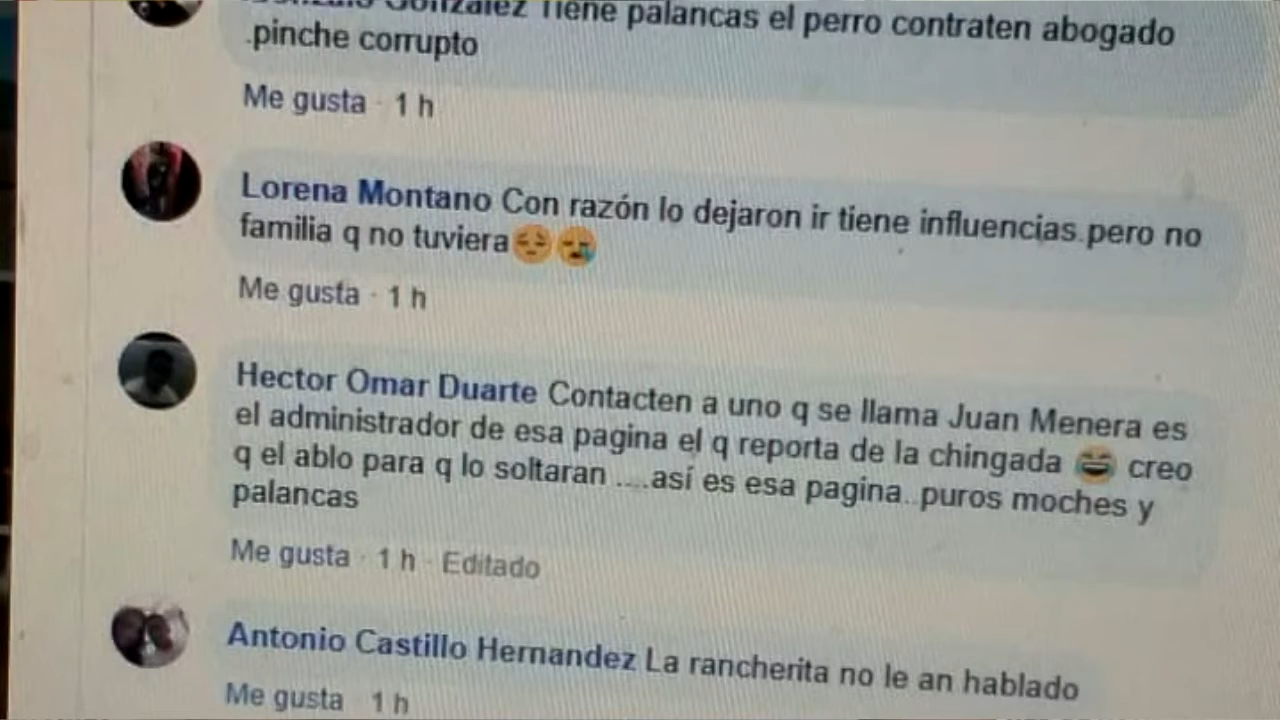 González Tiene palancas el perro contraten abogado
.pinche corrupto
Me gusta · 1 h
Lorena Montano Con razón lo dejaron ir tiene influencias.pero no
familia q no tuviera😔😪
Me gusta · 1 h
Hector Omar Duarte Contacten a uno q se llama Juan Menera es
el administrador de esa pagina el q reporta de la chingada 😂 creo
q el ablo para q lo soltaran ....así es esa pagina..puros moches y
palancas
Me gusta · 1 h · Editado
Antonio Castillo Hernandez La rancherita no le an hablado
Me gusta · 1 h